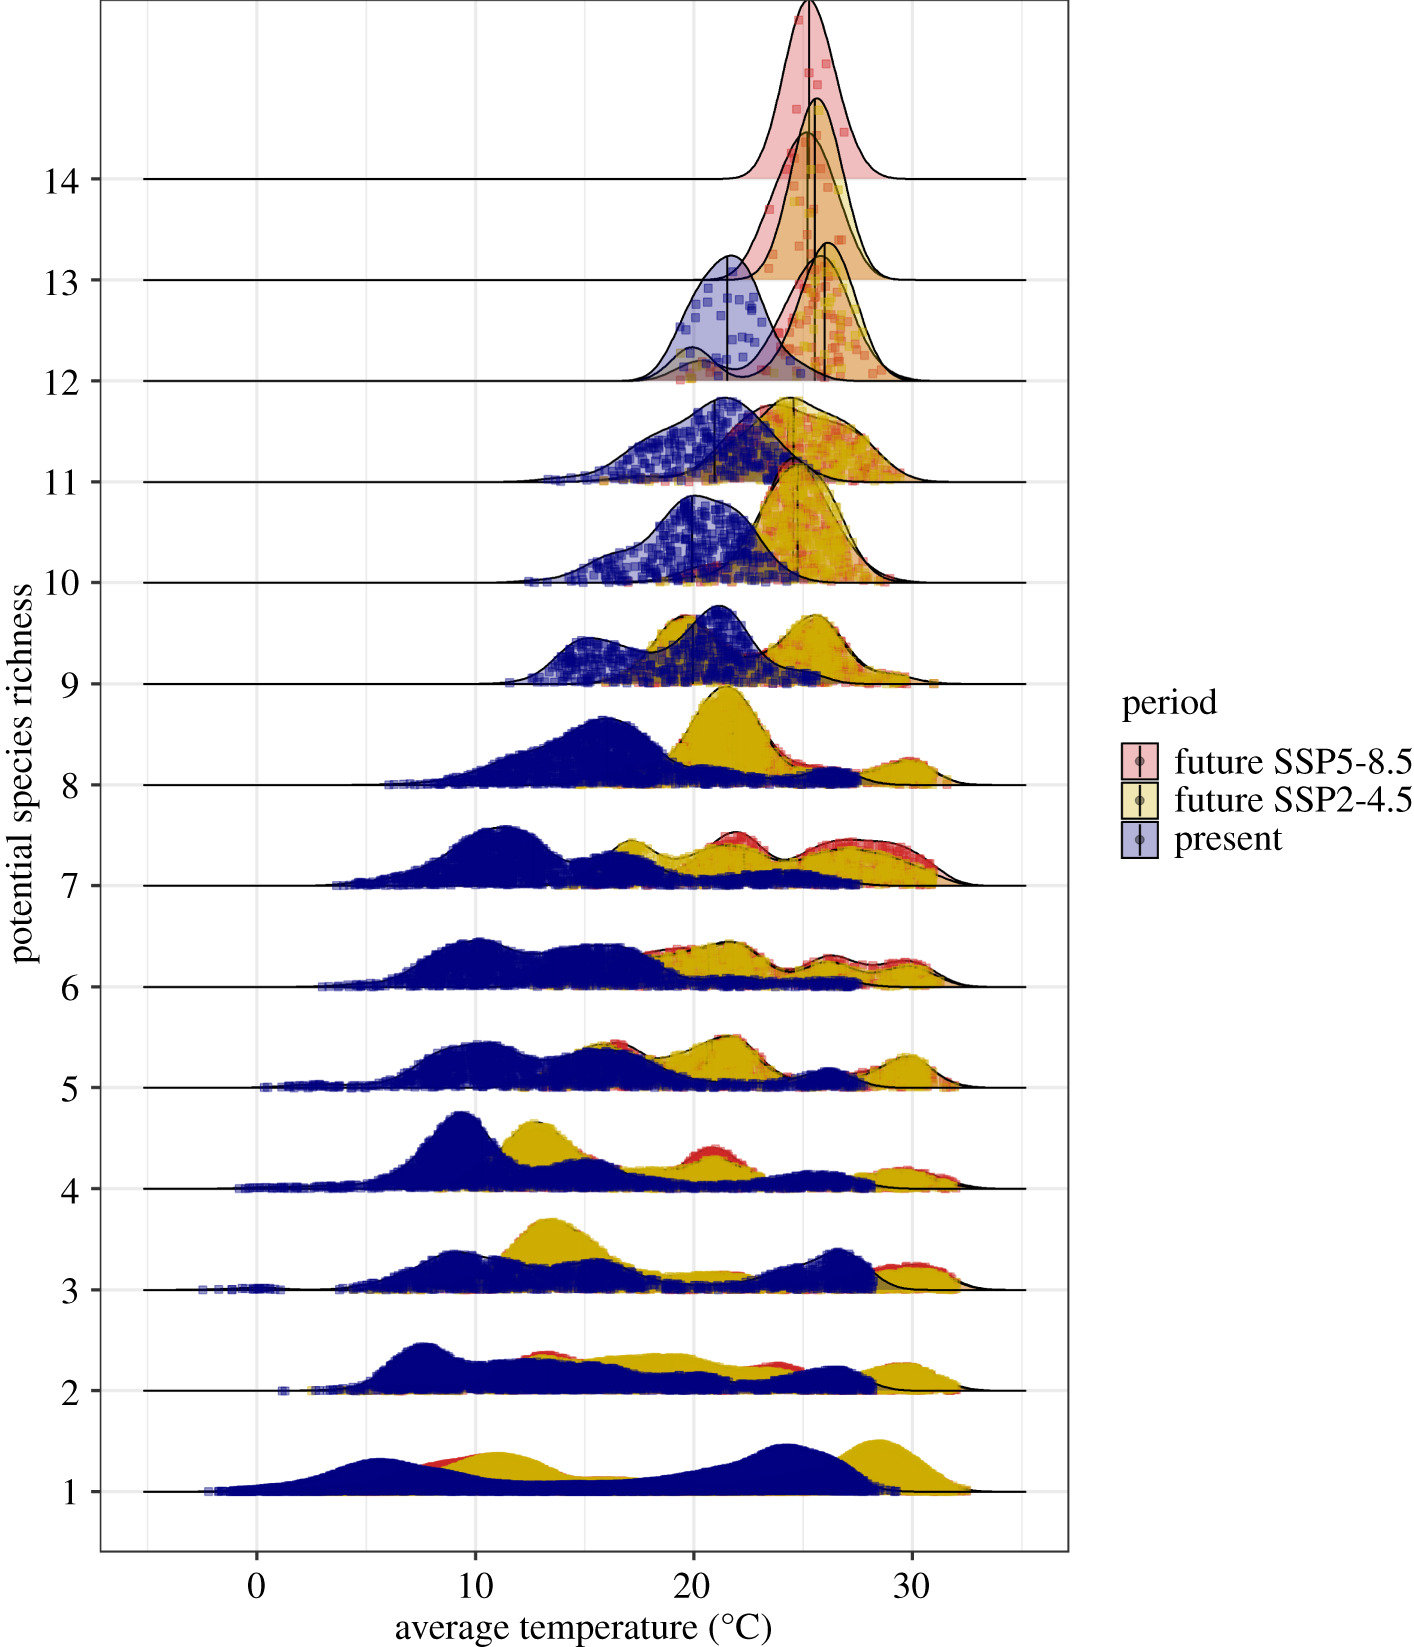 14
13
12
11
10
9
8
7
6
5
4
3
2
1
potential species richness
0 10 20 30
average temperature (°C)
period
future SSP5-8.5
future SSP2-4.5
present